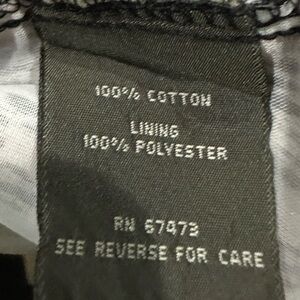 100% COTTON
LINING
100% POLYESTER
RN 67473
SEE REVERSE FOR CARE